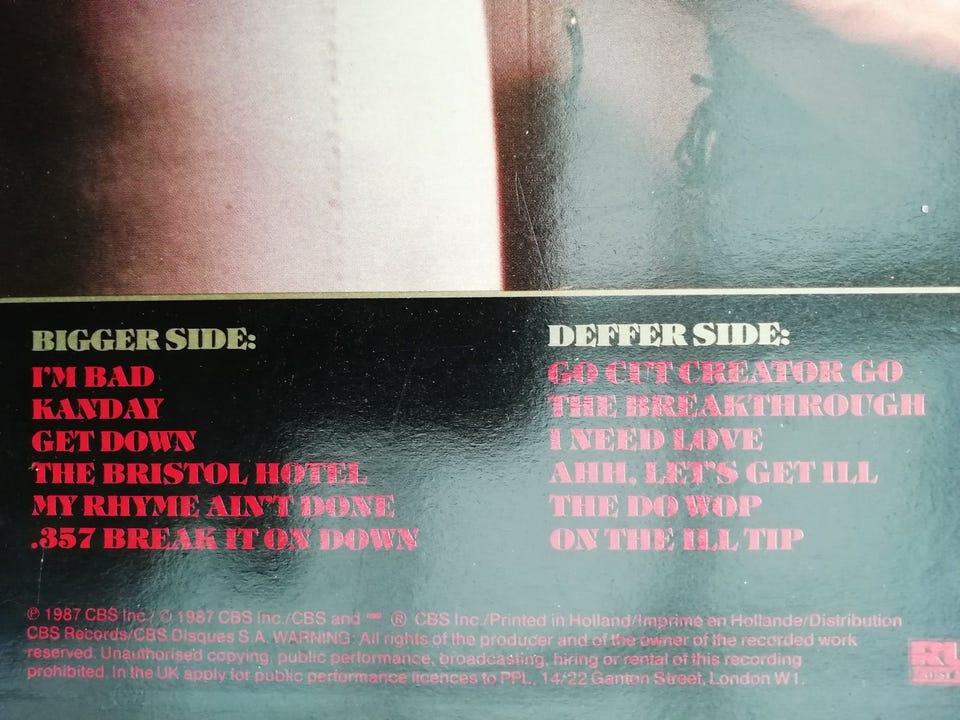 BIGGER SIDE:
I'M BAD
KANDAY
GET DOWN
THE BRISTOL HOTEL
MY RHYME AIN'T DONE
.357 BREAK IT ON DOWN
DEFFER SIDE:
GO CUT CREATOR GO
THE BREAKTHROUGH
I NEED LOVE
AHH, LET'S GET ILL
THE DO WOP
ON THE ILL TIP
℗ 1987 CBS Inc./ © 1987 CBS Inc./CBS and ® CBS Inc./Printed in Holland/Imprimé en Hollande/Distribution
CBS Records/CBS Disques S.A. WARNING: All rights of the producer and of the owner of the recorded work
reserved. Unauthorised copying, public performance, broadcasting, hiring or rental of this recording
prohibited. In the UK apply for public performance licences to PPL, 14/22 Ganton Street, London W1.